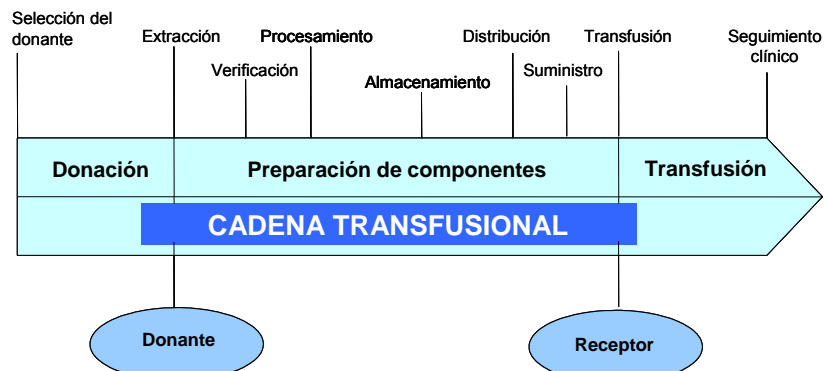 Selección del
donante
Extracción
Procesamiento
Distribución
Transfusión
Seguimiento
clínico
Verificación
Almacenamiento
Suministro
Donación
Preparación de componentes
Transfusión
CADENA TRANSFUSIONAL
Donante
Receptor